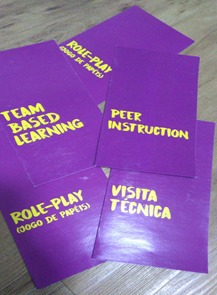 ROLE-PLAY
(JOGO DE PAPÉIS)
TEAM
BASED
LEARNING
PEER
INSTRUCTION
ROLE-PLAY
(JOGO DE PAPÉIS)
VISITA
TÉCNICA